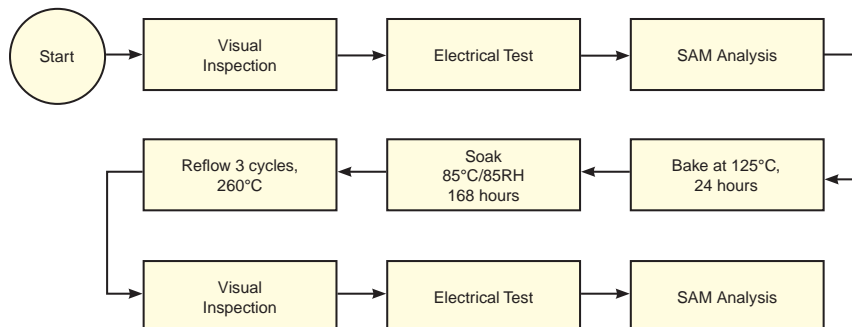 Start
Visual
Inspection
Electrical Test
SAM Analysis
Reflow 3 cycles,
260°C
Soak
85°C/85RH
168 hours
Bake at 125°C,
24 hours
Visual
Inspection
Electrical Test
SAM Analysis